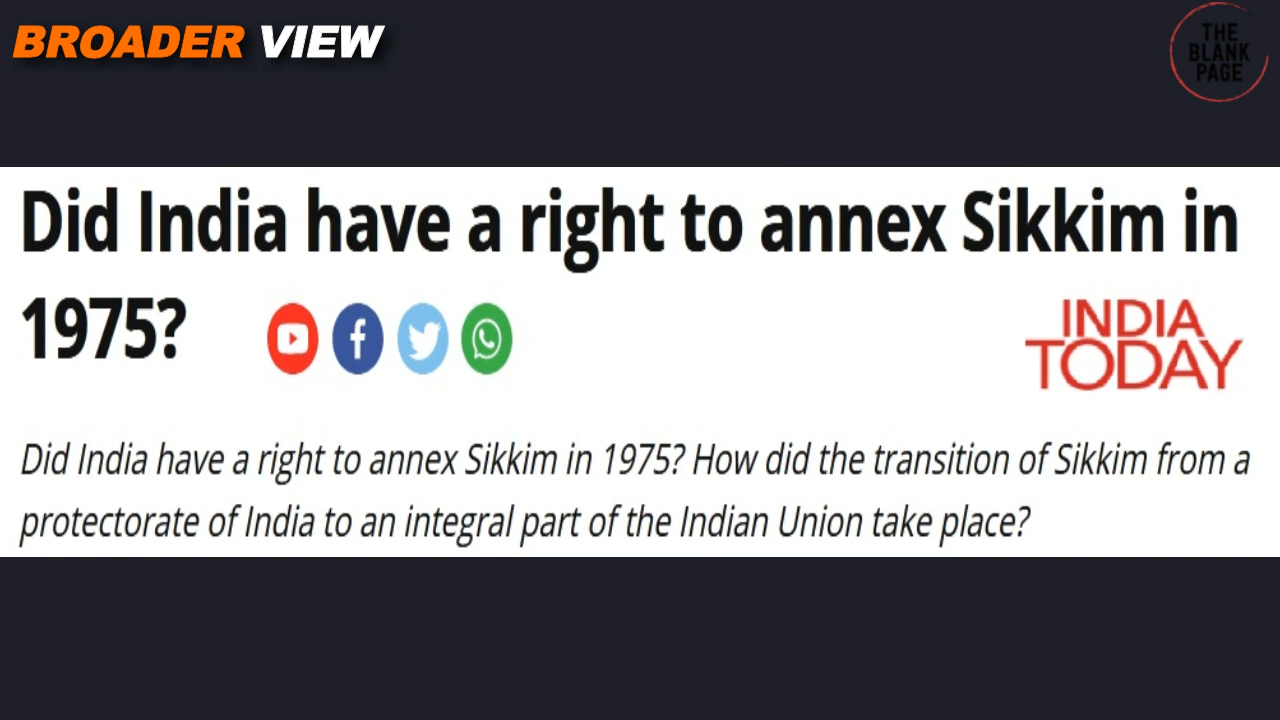 BROADER VIEW
THE
BLANK
PAGE
Did India have a right to annex Sikkim in
1975?
INDIA
TODAY
Did India have a right to annex Sikkim in 1975? How did the transition of Sikkim from a
protectorate of India to an integral part of the Indian Union take place?